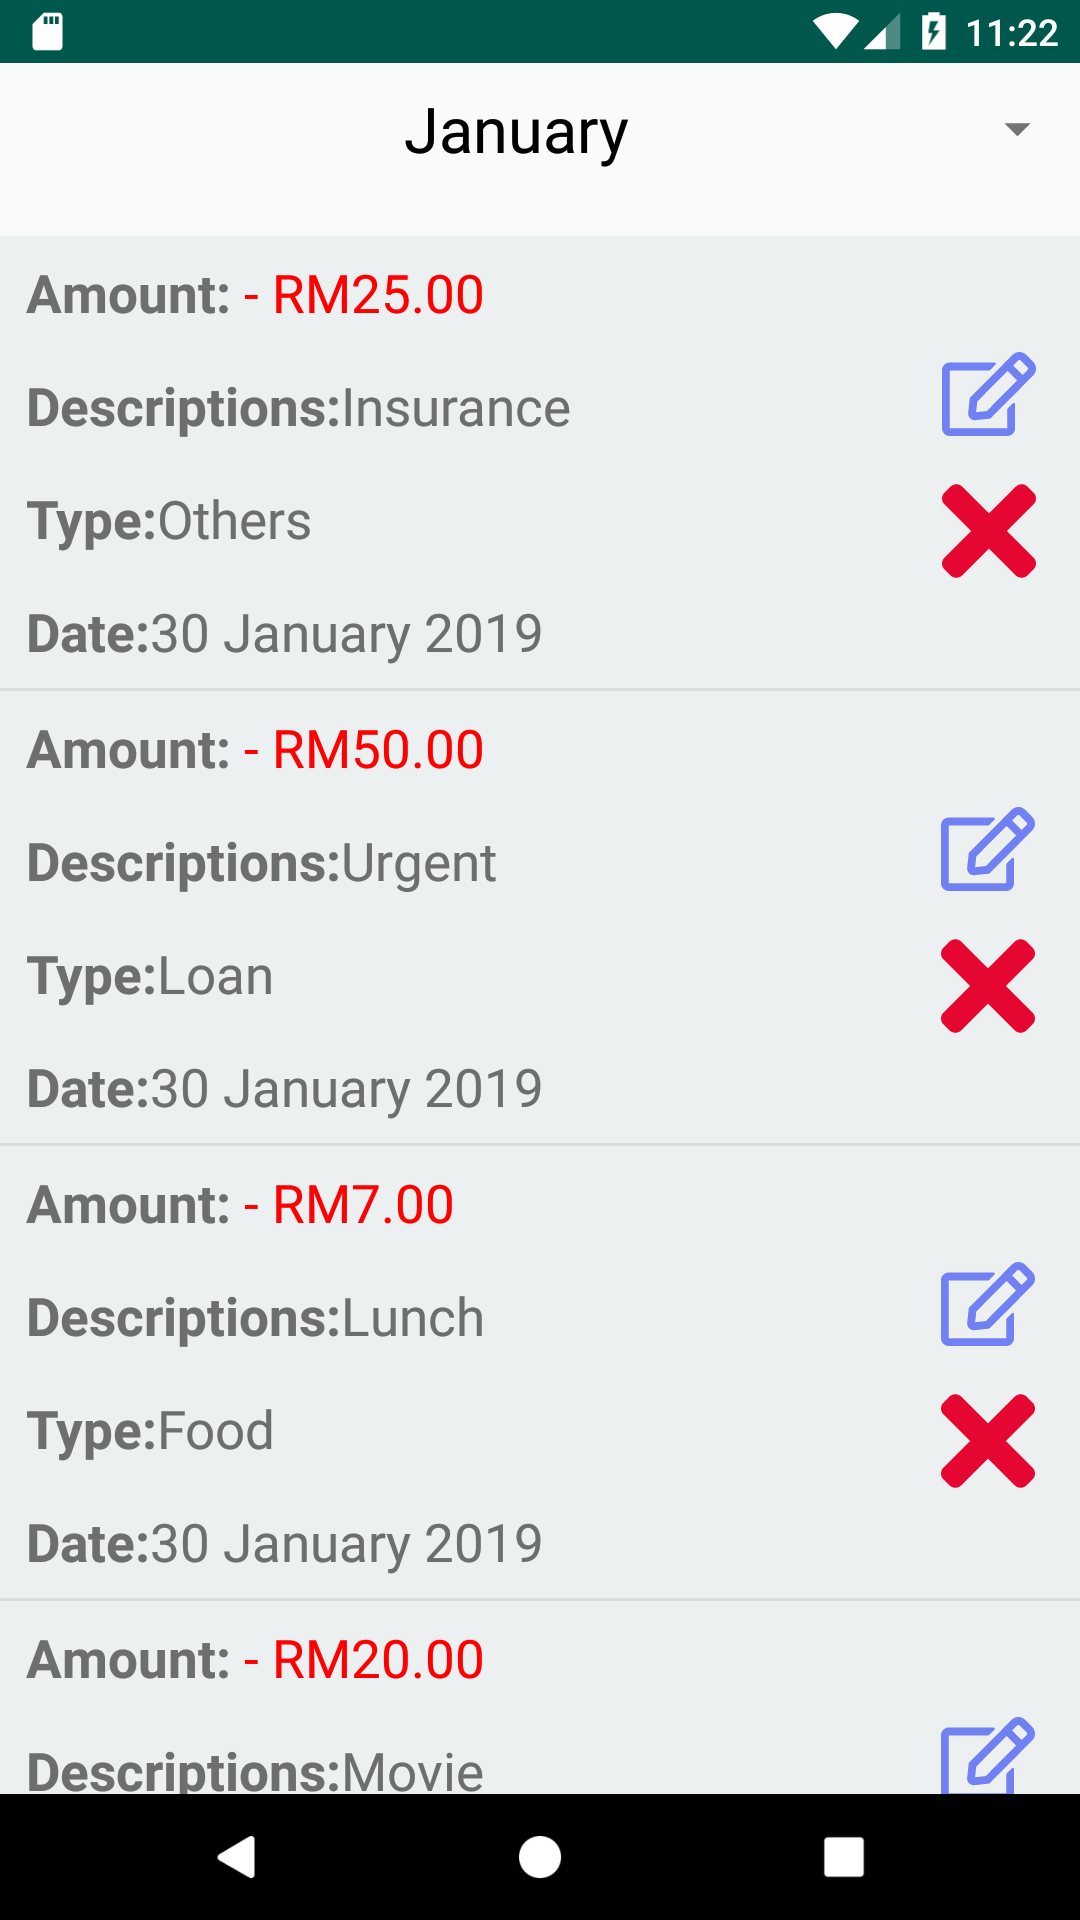 11:22
January
Amount: - RM25.00
Descriptions:Insurance
Type:Others
Date:30 January 2019
Amount: - RM50.00
Descriptions:Urgent
Type:Loan
Date:30 January 2019
Amount: - RM7.00
Descriptions:Lunch
Type:Food
Date:30 January 2019
Amount: - RM20.00
Descriptions:Movie